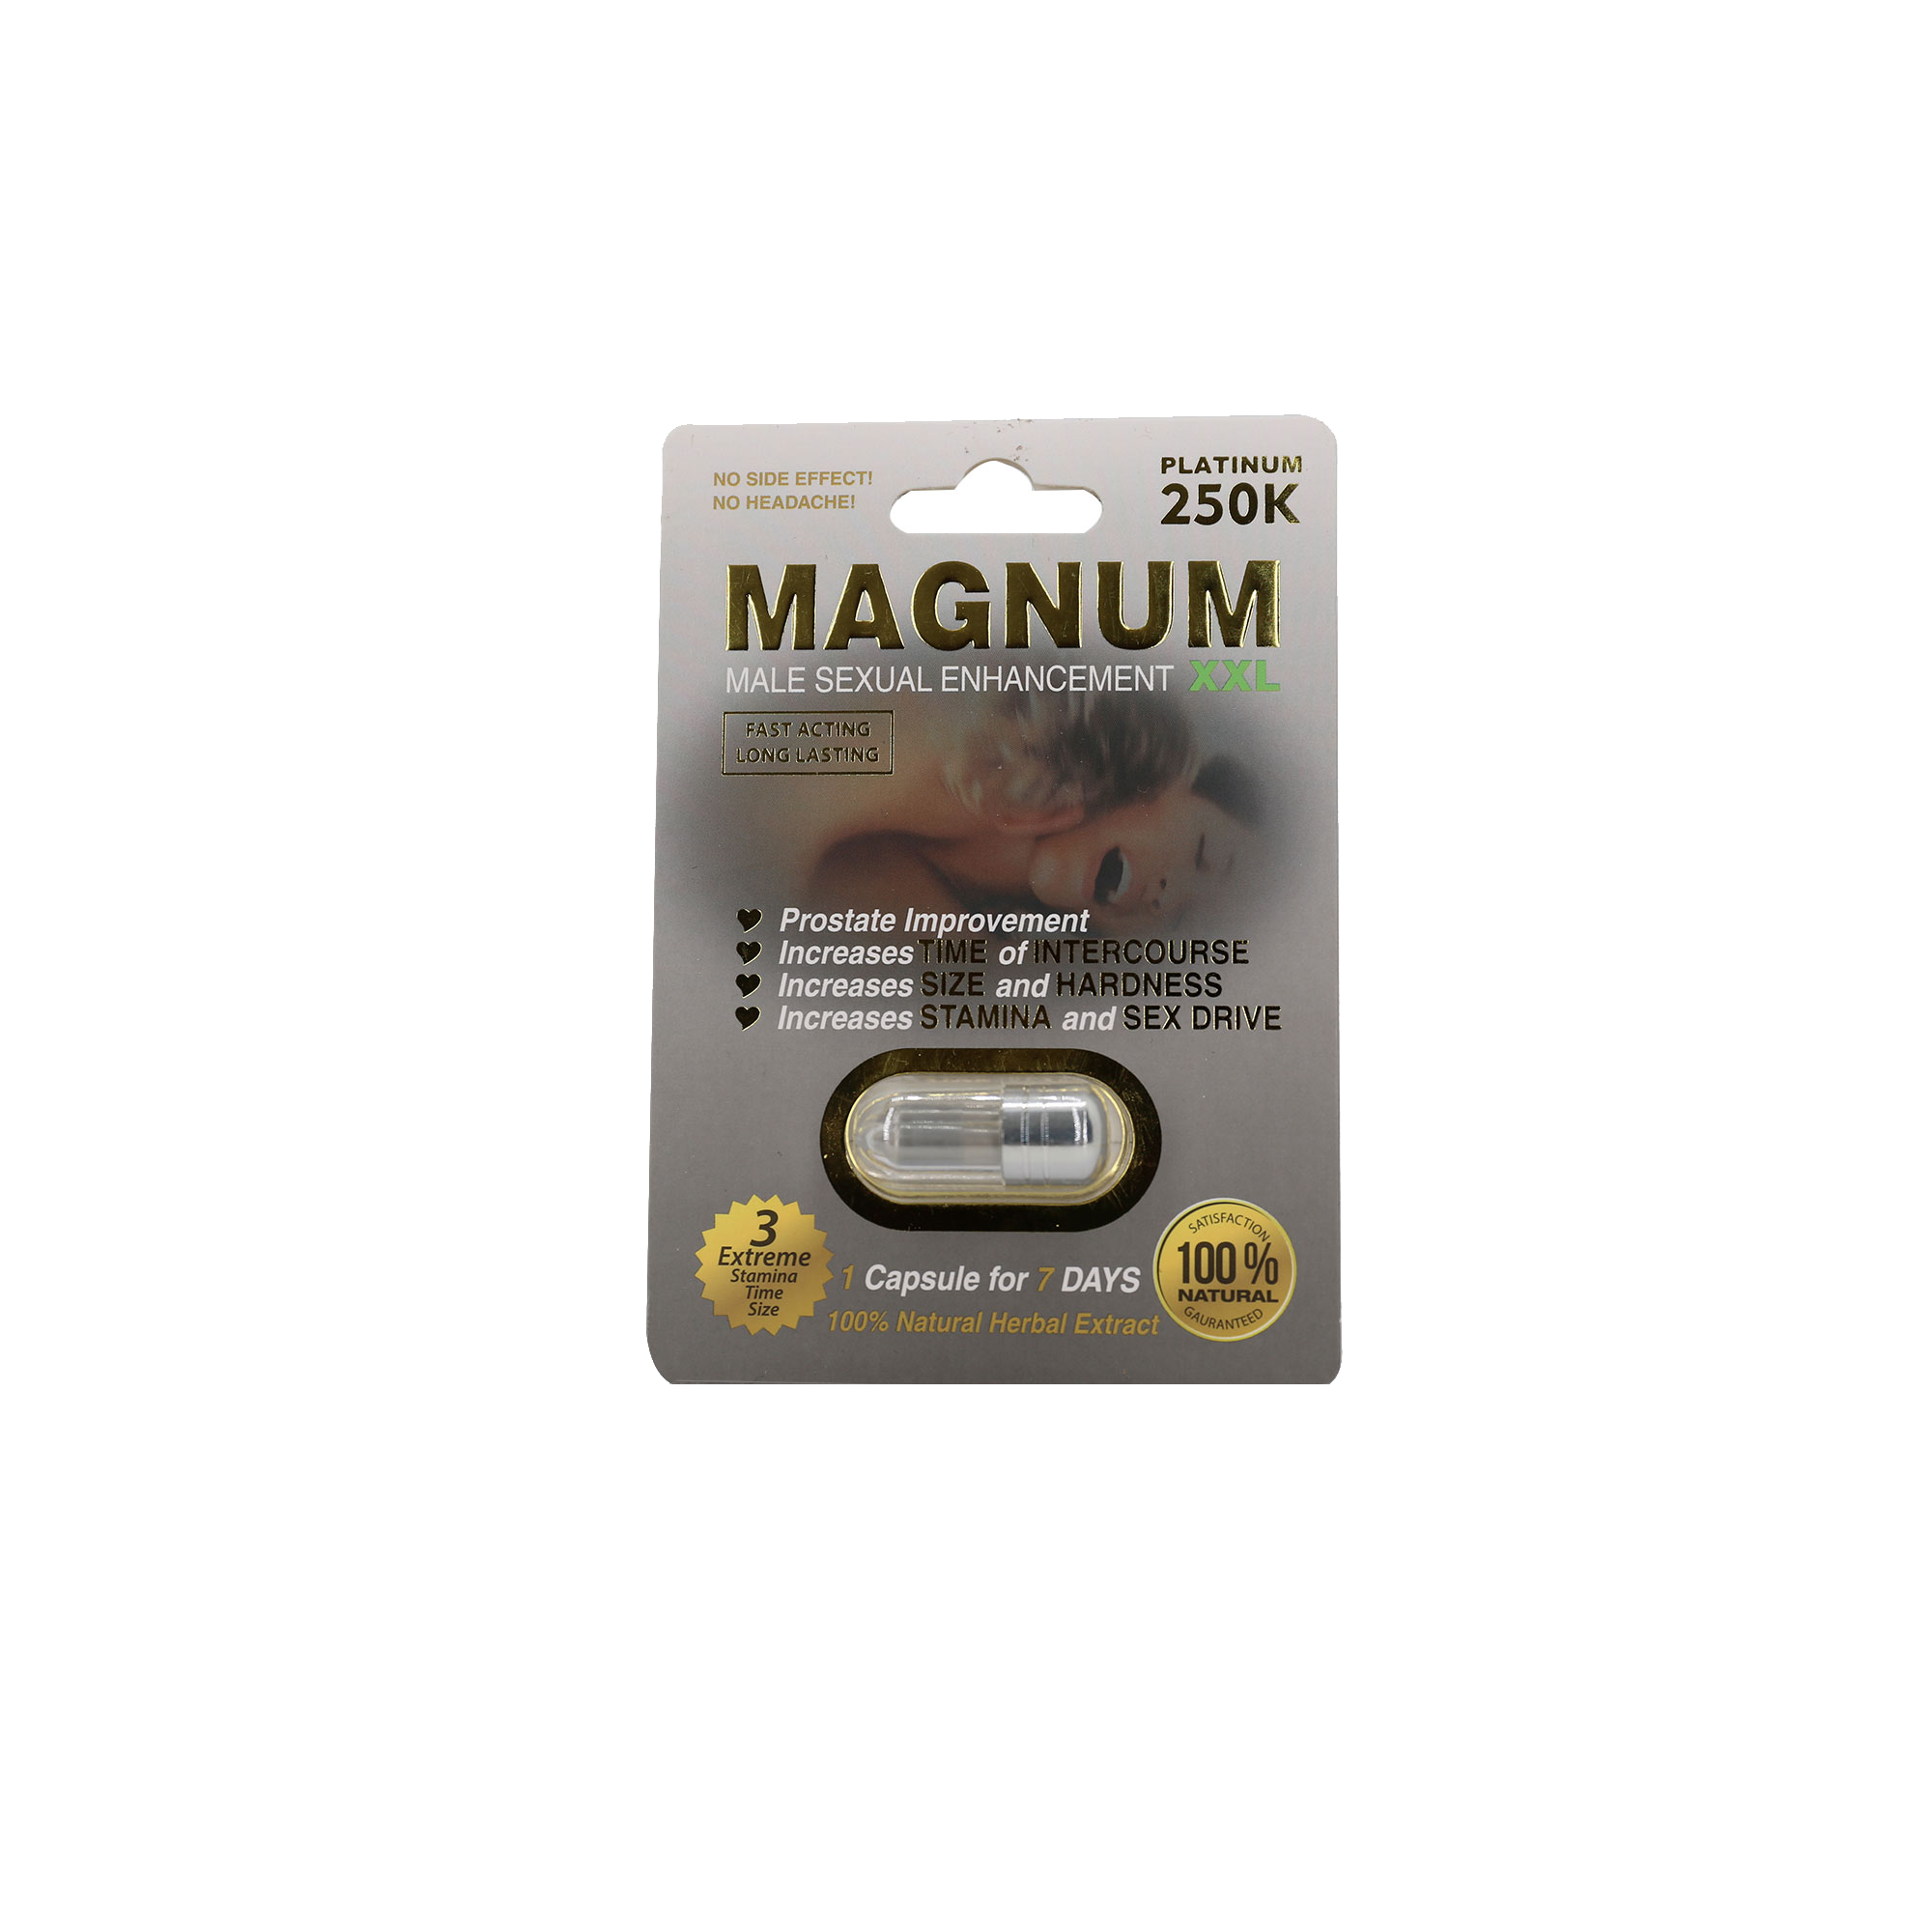 NO SIDE EFFECT!
NO HEADACHE!
PLATINUM
250K
MAGNUM
MALE SEXUAL ENHANCEMENT XXL
FAST ACTING
LONG LASTING
Prostate Improvement
Increases TIME of INTERCOURSE
Increases SIZE and HARDNESS
Increases STAMINA and SEX DRIVE
3
Extreme
Stamina
Time
Size
1 Capsule for 7 DAYS
100% Natural Herbal Extract
SATISFACTION
100%
NATURAL
GAURANTEED